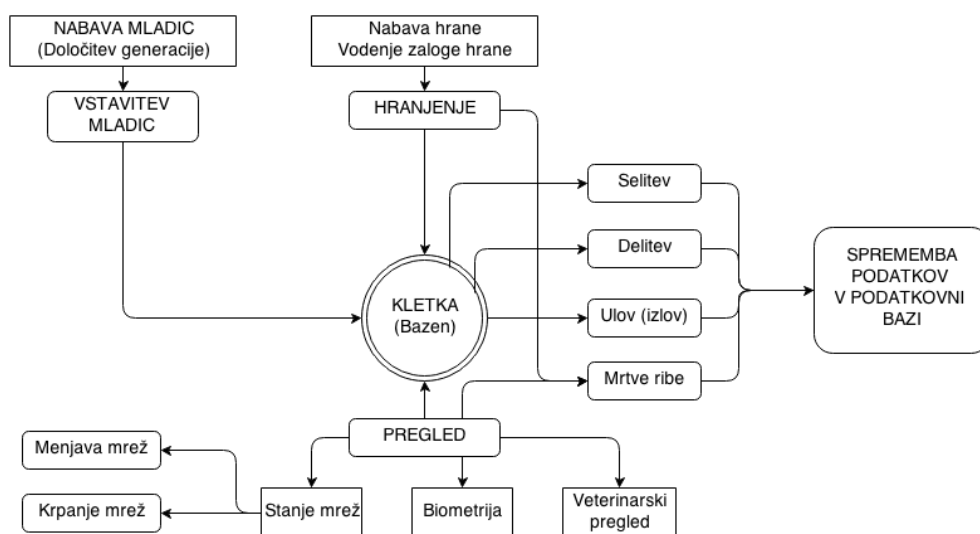 NABAVA MLADIC
(Določitev generacije)
Nabava hrane
Vodenje zaloge hrane
VSTAVITEV
MLADIC
HRANJENJE
Selitev
Delitev
SPREMEMBA
PODATKOV
V PODATKOVNI
BAZI
KLETKA
(Bazen)
Ulov (izlov)
Mrtve ribe
PREGLED
Menjava mrež
Krpanje mrež
Stanje mrež
Biometrija
Veterinarski
pregled